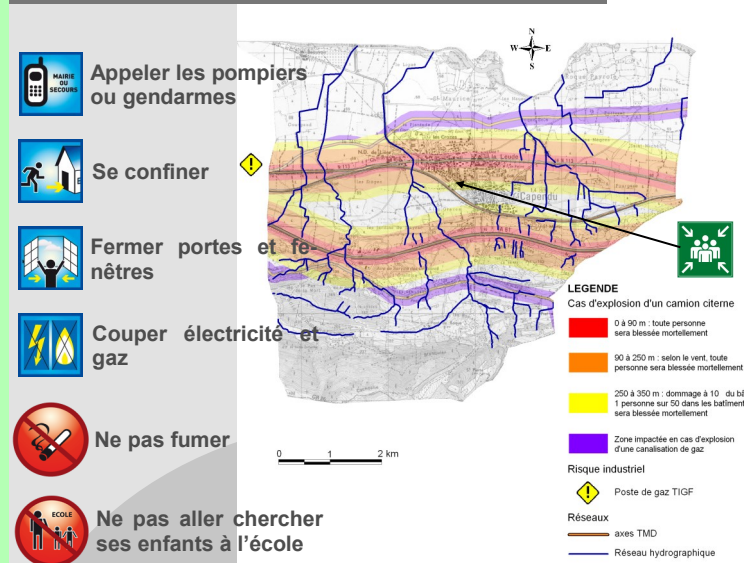 MAIRIE
OU
SECOURS
Appeler les pompiers
ou gendarmes
Se confiner
Fermer portes et fe-
nêtres
Couper électricité et
gaz
Ne pas fumer
ECOLE
Ne pas aller chercher
ses enfants à l'école
N
W E
S
Capendu
0 1 2 km
LEGENDE
Cas d'explosion d'un camion citerne
0 à 90 m : toute personne
sera blessée mortellement
90 à 250 m : selon le vent, toute
personne sera blessée mortellement
250 à 350 m : dommage à 10 du bâ
1 personne sur 50 dans les batiment
sera blessée mortellement
Zone impactée en cas d'explosion
d'une canalisation de gaz
Risque industriel
Poste de gaz TIGF
Réseaux
axes TMD
Réseau hydrographique